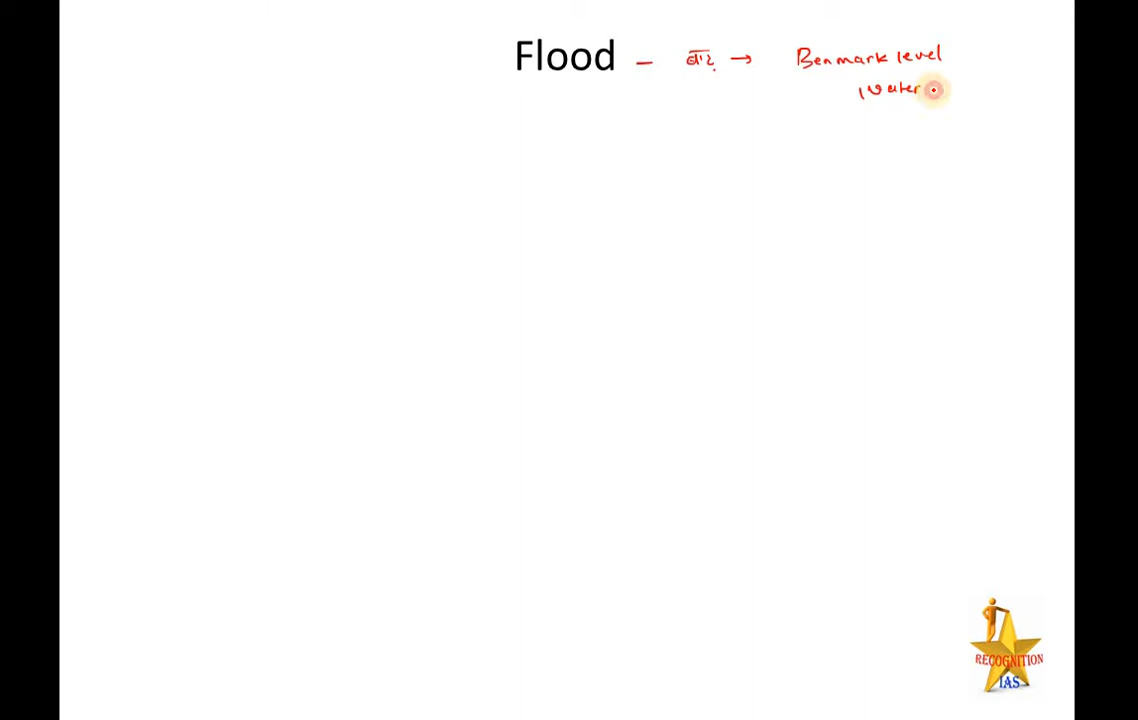 Flood - बाढ़ → Benmark level
water
RECOGNITION
IAS